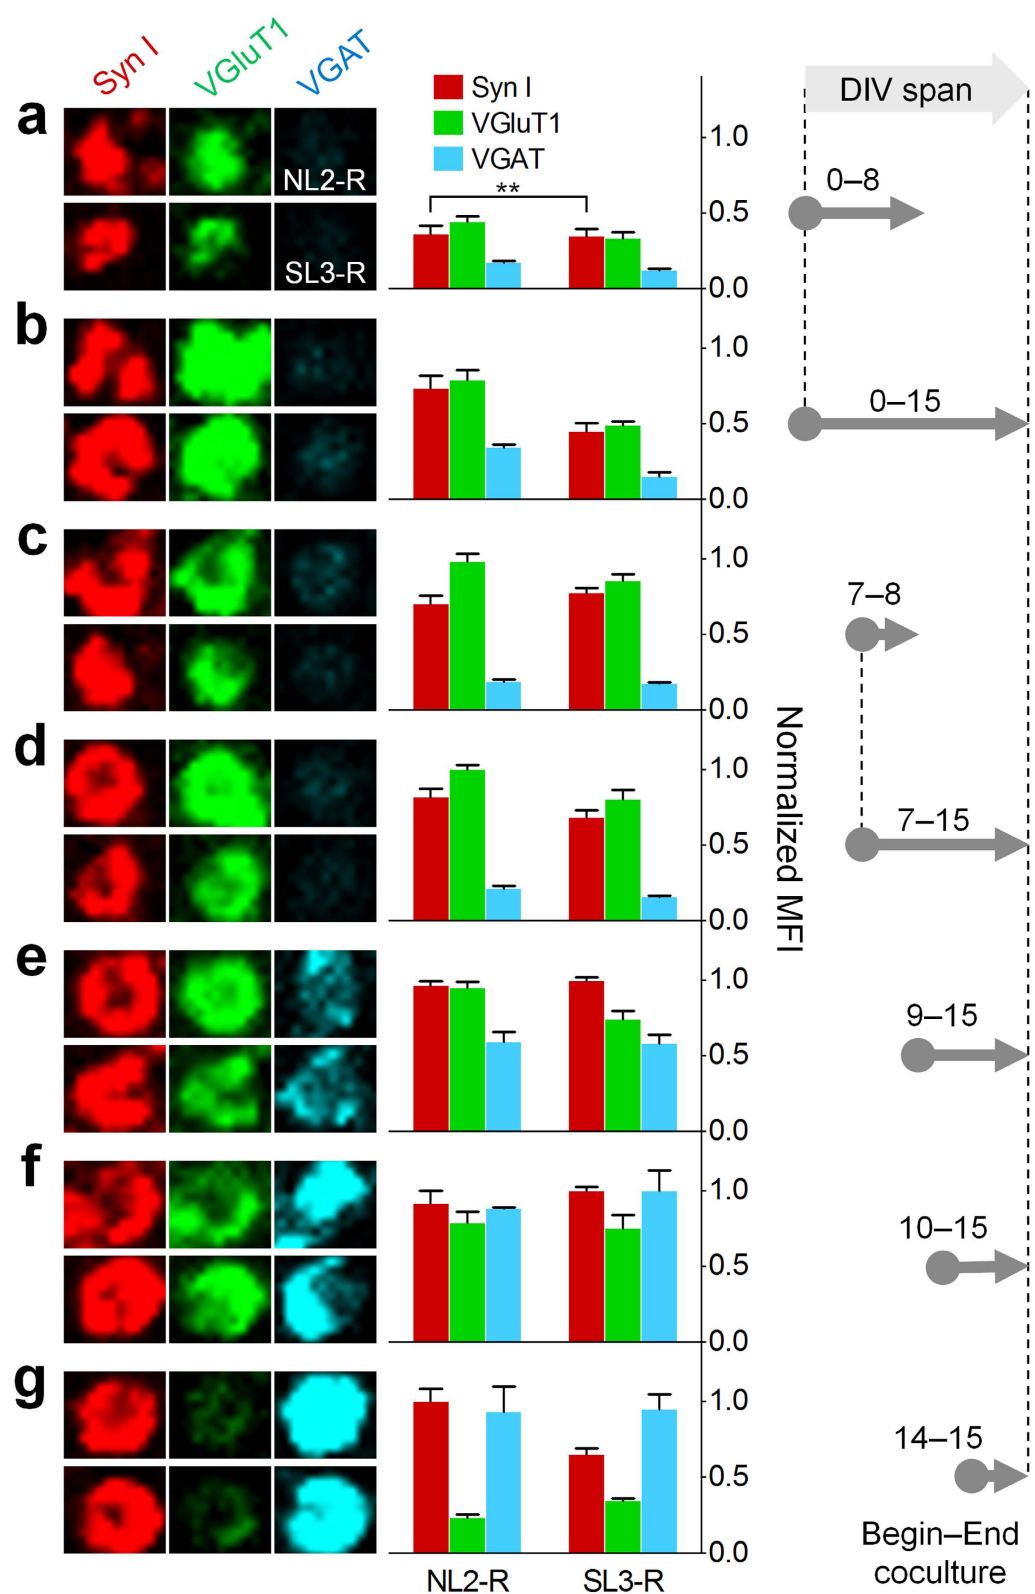 Syn I
VGluT1
VGAT
Syn I
VGluT1
VGAT
DIV span
a
NL2-R
SL3-R
**
1.0
0.5
0.0
0–8
b
1.0
0.5
0.0
0–15
c
1.0
0.5
0.0
7–8
d
1.0
0.5
0.0
7–15
Normalized MFI
e
1.0
0.5
0.0
9–15
f
1.0
0.5
0.0
10–15
g
1.0
0.5
0.0
14–15
NL2-R
SL3-R
Begin–End
coculture